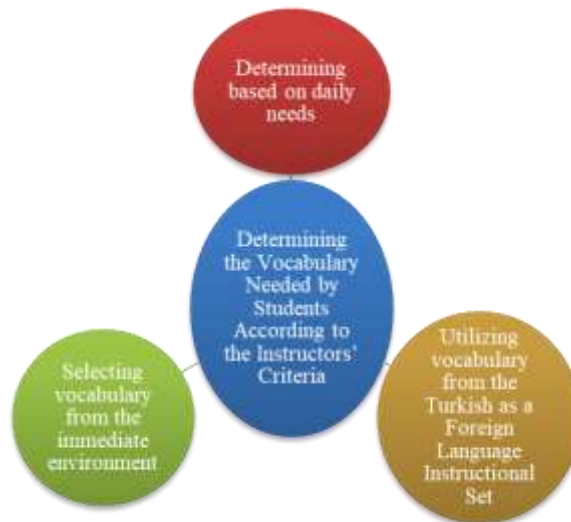 Determining
based on daily
needs
Determining
the Vocabulary
Needed by
Students
According to
the Instructors'
Criteria
Selecting
vocabulary
from the
immediate
environment
Utilizing
vocabulary
from the
Turkish as a
Foreign
Language
Instructional
Set